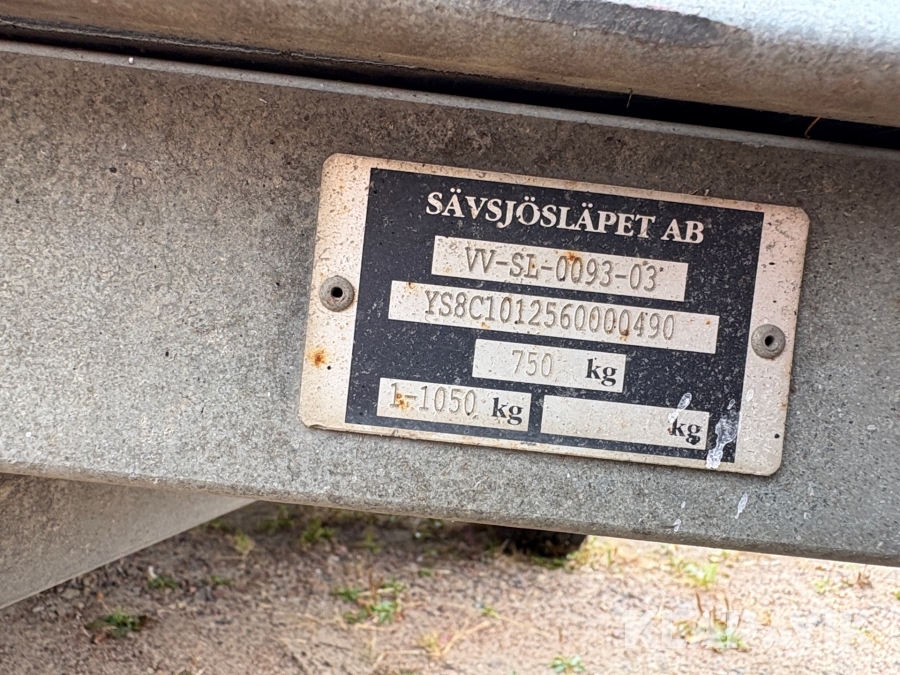 SÄVSJÖSLÄPET AB
VV-SL-0093-03
YS8C1012560000490
750 kg
1-1050 kg kg